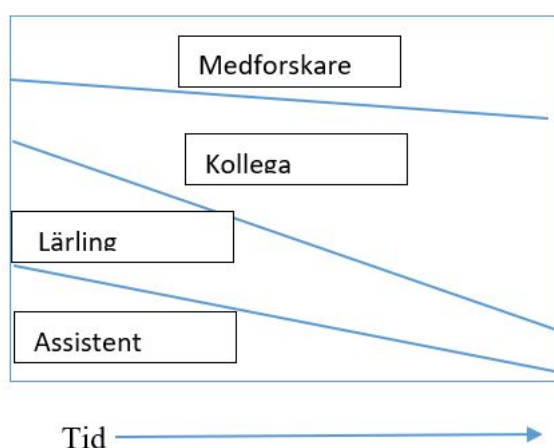 Medforskare
Kollega
Lärling
Assistent
Tid